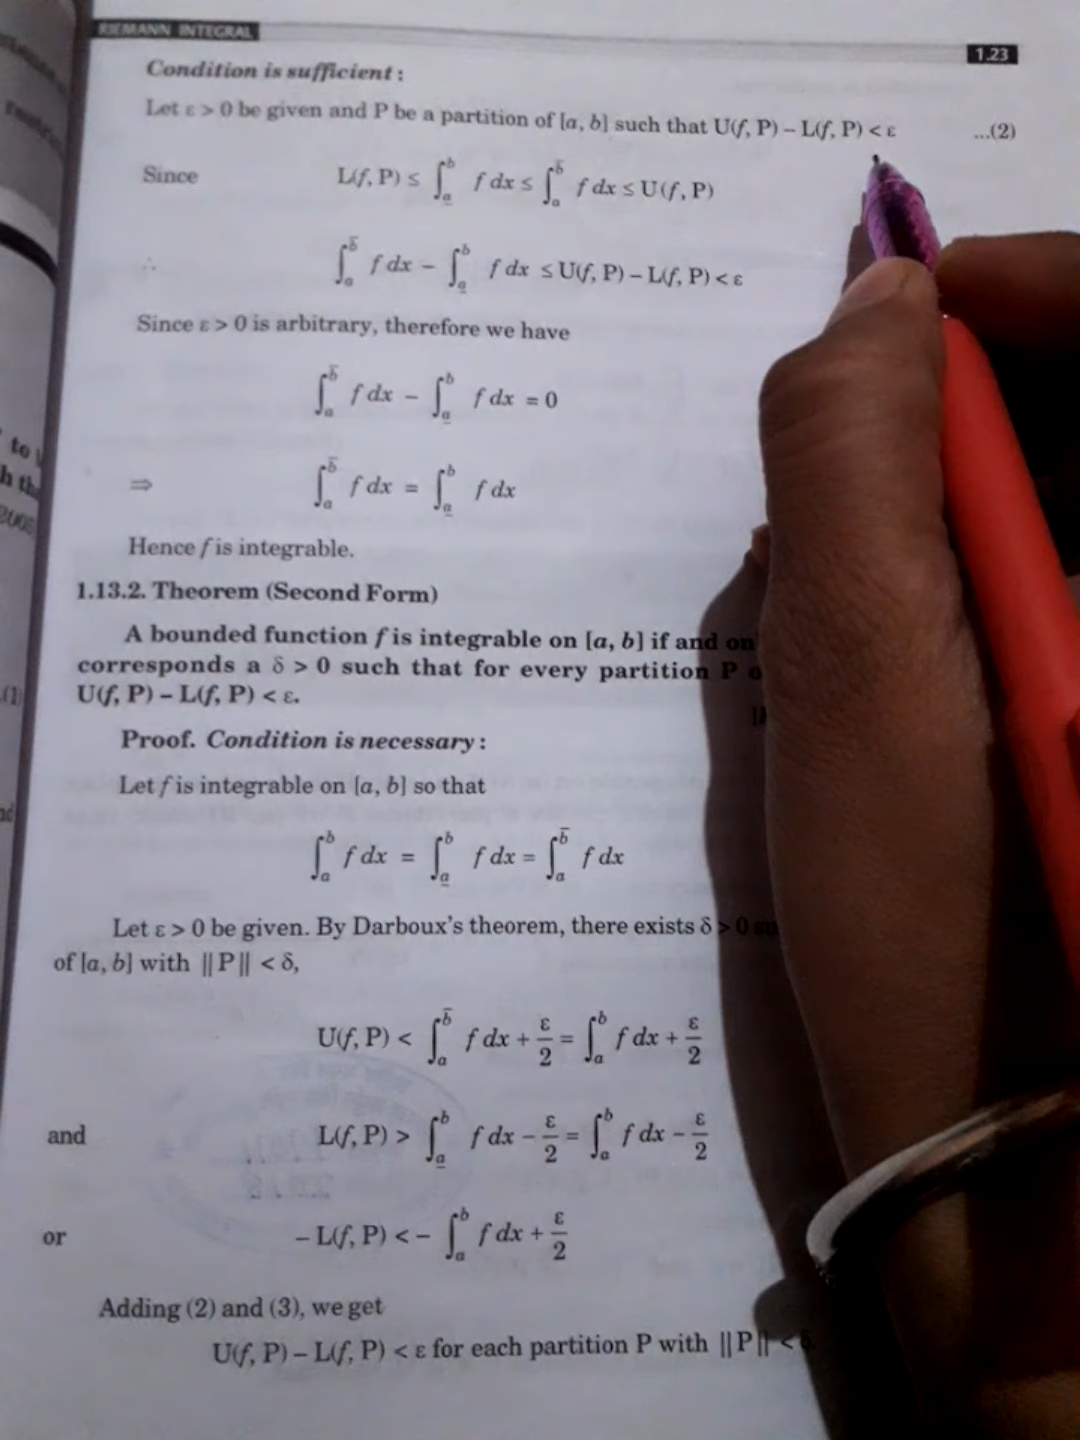 RIEMANN INTEGRAL
1.23
Condition is sufficient :
Let ε > 0 be given and P be a partition of [a, b] such that U(f, P) – L(f, P) < ε ...(2)
Since L(f, P) ≤ ∫_a̲^b f dx ≤ ∫_a^b̄ f dx ≤ U(f, P)
∴ ∫_a^b̄ f dx – ∫_a̲^b f dx ≤ U(f, P) – L(f, P) < ε
Since ε > 0 is arbitrary, therefore we have
∫_a^b̄ f dx – ∫_a̲^b f dx = 0
⇒ ∫_a^b̄ f dx = ∫_a̲^b f dx
Hence f is integrable.
1.13.2. Theorem (Second Form)
A bounded function f is integrable on [a, b] if and on
corresponds a δ > 0 such that for every partition P
U(f, P) – L(f, P) < ε.
Proof. Condition is necessary :
Let f is integrable on [a, b] so that
∫_a^b f dx = ∫_a̲^b f dx = ∫_a^b̄ f dx
Let ε > 0 be given. By Darboux's theorem, there exists δ > 0 su
of [a, b] with || P || < δ,
U(f, P) < ∫_a^b̄ f dx + ε/2 = ∫_a^b f dx + ε/2
and L(f, P) > ∫_a̲^b f dx – ε/2 = ∫_a^b f dx – ε/2
or – L(f, P) < – ∫_a^b f dx + ε/2
Adding (2) and (3), we get
U(f, P) – L(f, P) < ε for each partition P with || P || < δ.